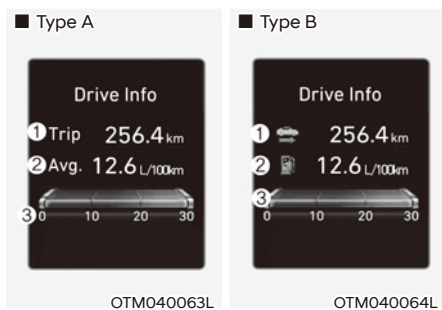 ■ Type A
Drive Info
① Trip 256.4 km
② Avg. 12.6 L/100km
③
0 10 20 30
OTM040063L
■ Type B
Drive Info
① 256.4 km
② 12.6 L/100km
③
0 10 20 30
OTM040064L